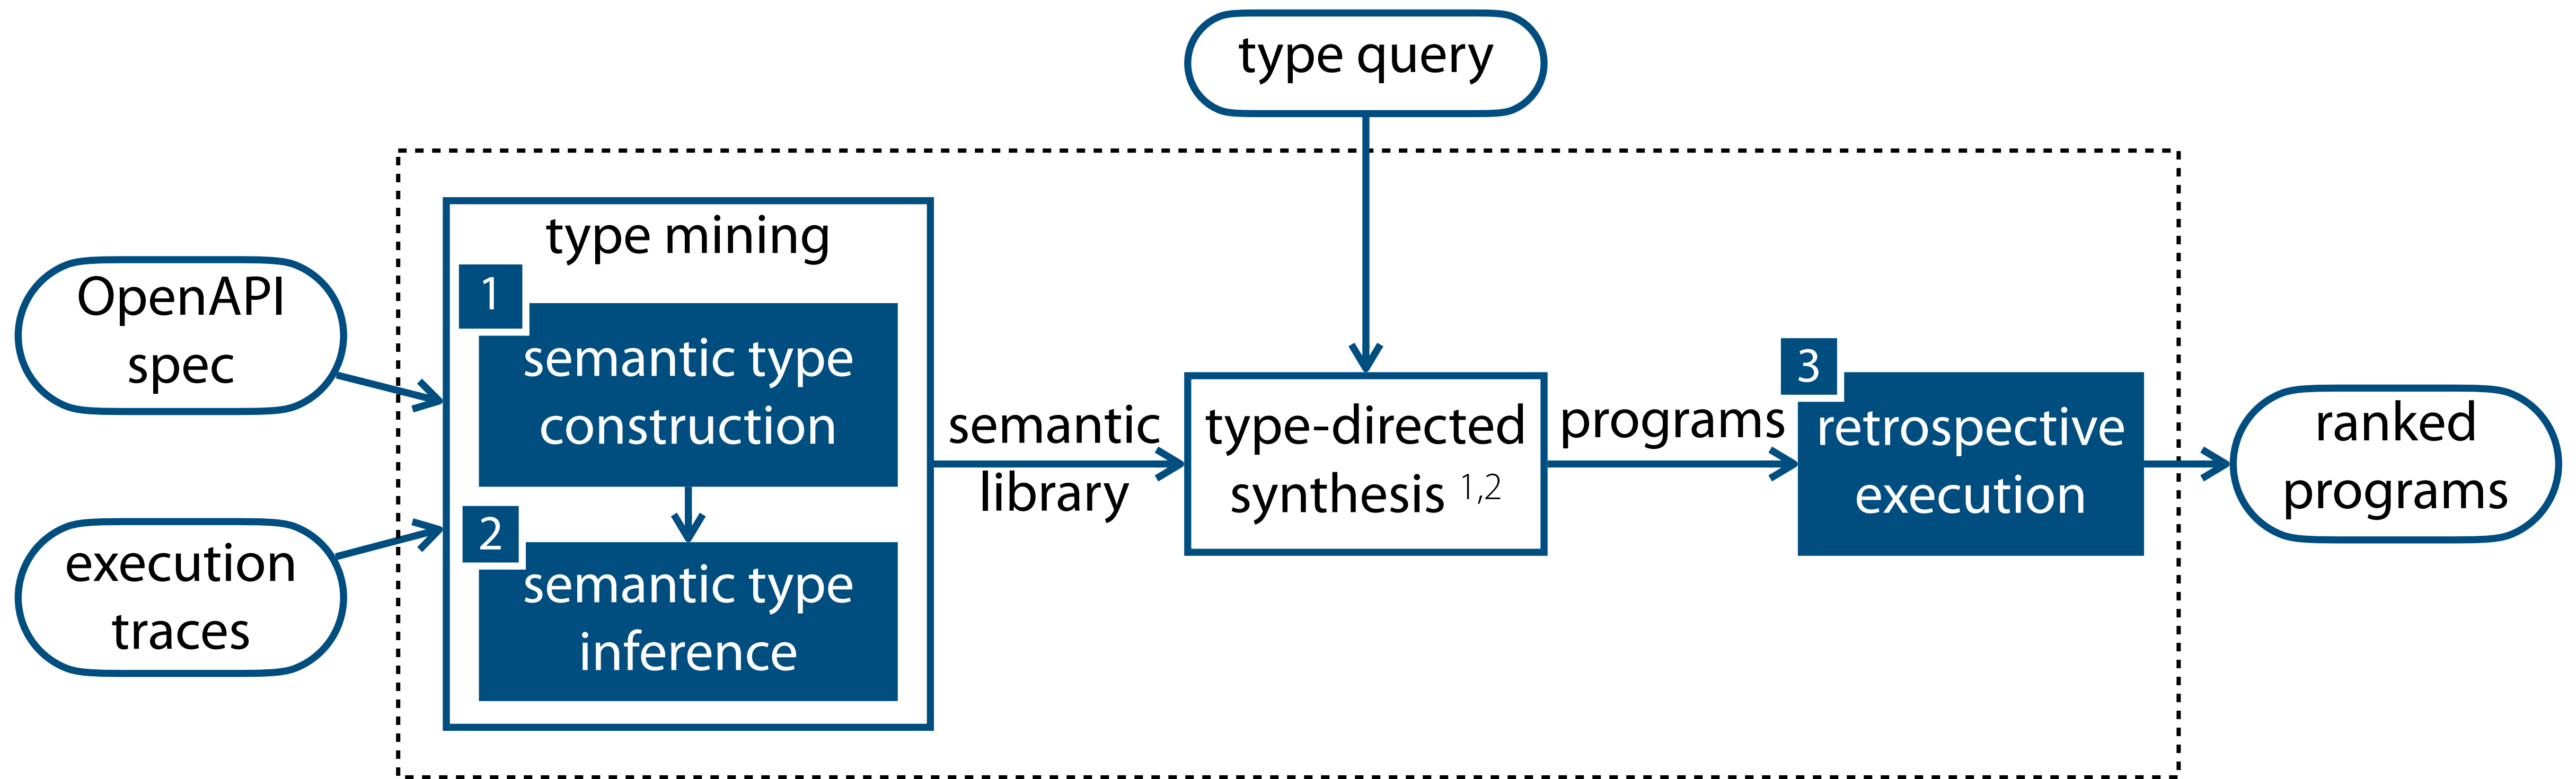 type query
OpenAPI
spec
execution
traces
type mining
1
semantic type
construction
2
semantic type
inference
semantic
library
type-directed
synthesis 1,2
programs
3
retrospective
execution
ranked
programs